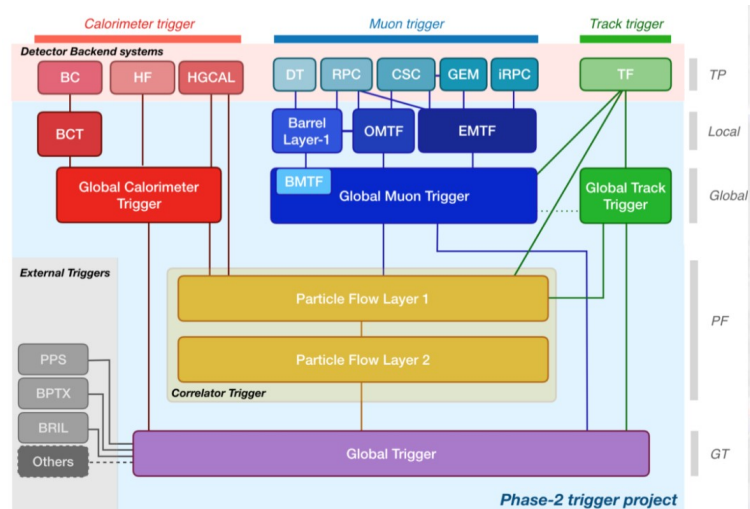 Calorimeter trigger
Muon trigger
Track trigger
Detector Backend systems
BC
HF
HGCAL
DT
RPC
CSC
GEM
iRPC
TF
TP
BCT
Barrel
Layer-1
OMTF
EMTF
Local
Global Calorimeter
Trigger
BMTF
Global Muon Trigger
Global Track
Trigger
Global
External Triggers
Particle Flow Layer 1
PF
Particle Flow Layer 2
Correlator Trigger
PPS
BPTX
BRIL
Others
Global Trigger
GT
Phase-2 trigger project